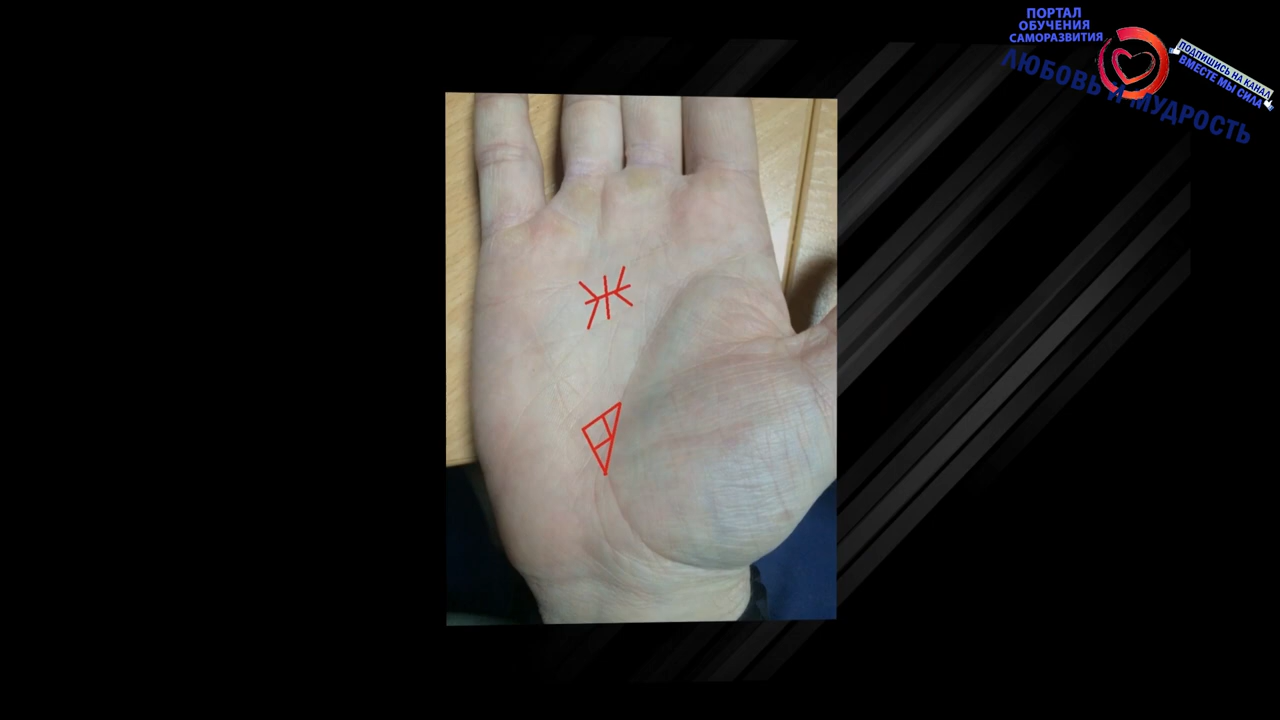 ПОРТАЛ
ОБУЧЕНИЯ
САМОРАЗВИТИЯ
ЛЮБОВЬ И МУДРОСТЬ
ПОДПИШИСЬ НА КАНАЛ
ВМЕСТЕ МЫ СИЛА